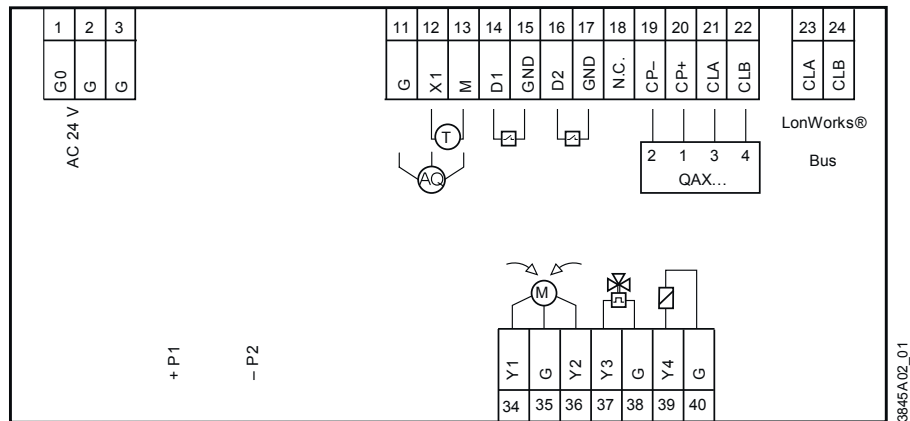 1 2 3 11 12 13 14 15 16 17 18 19 20 21 22 23 24
G0 G G G X1 M D1 GND D2 GND N.C. CP– CP+ CLA CLB CLA CLB
AC 24 V
LonWorks®
Bus
T
AQ
2 1 3 4
QAX...
M
+ P1
– P2
Y1 G Y2 Y3 G Y4 G
34 35 36 37 38 39 40
3845A02_01